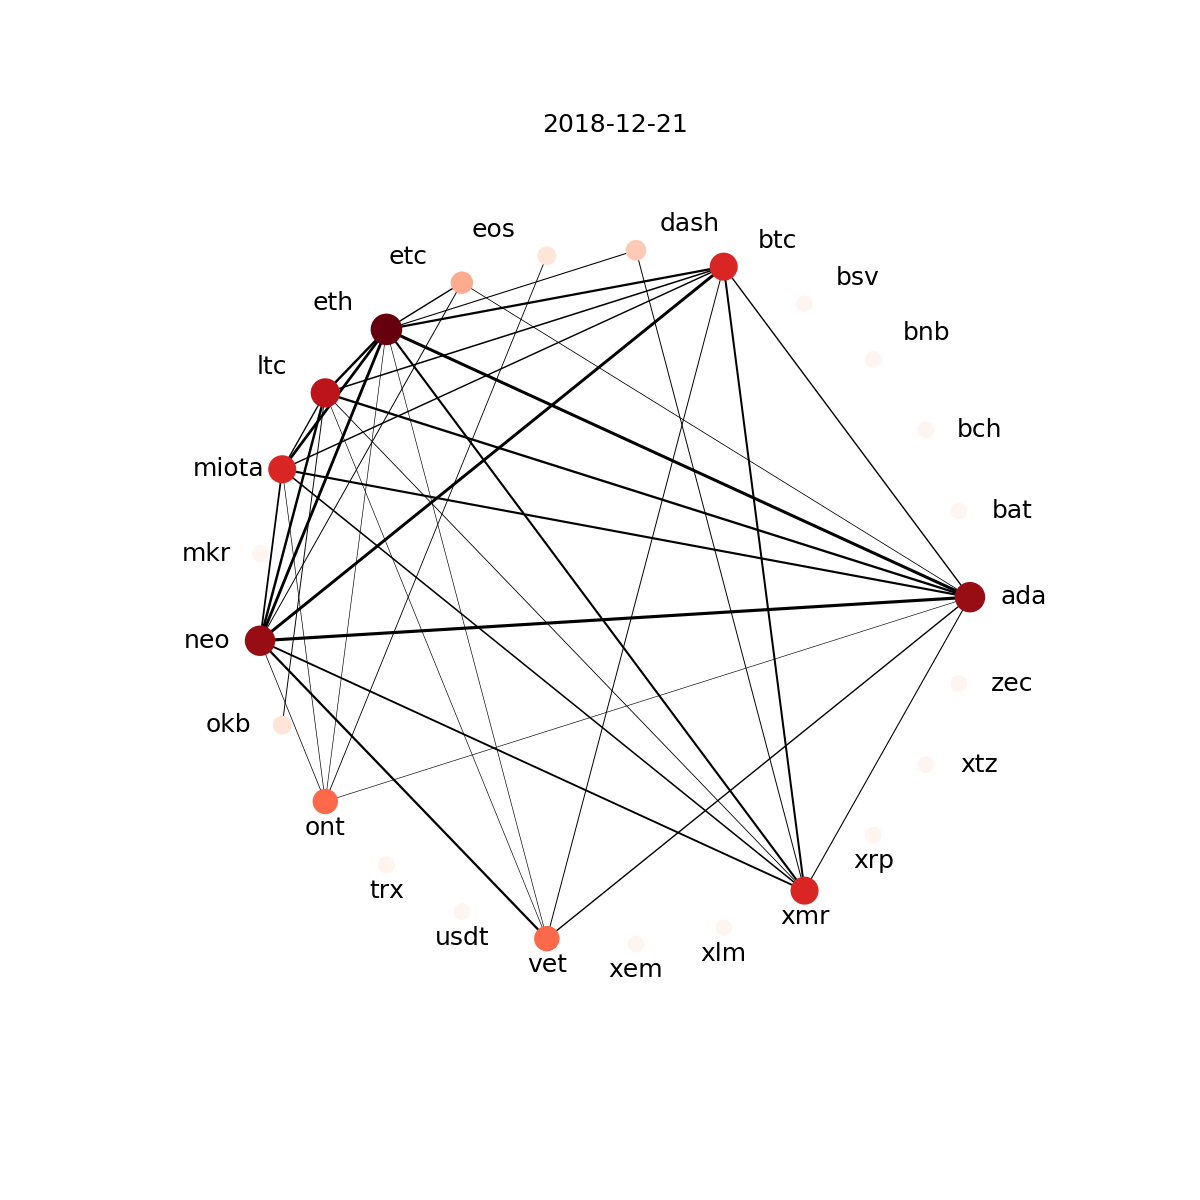 2018-12-21
dash
eos
btc
etc
bsv
eth
bnb
ltc
bch
miota
bat
mkr
ada
neo
zec
okb
xtz
ont
xrp
trx
xmr
usdt
xlm
vet
xem